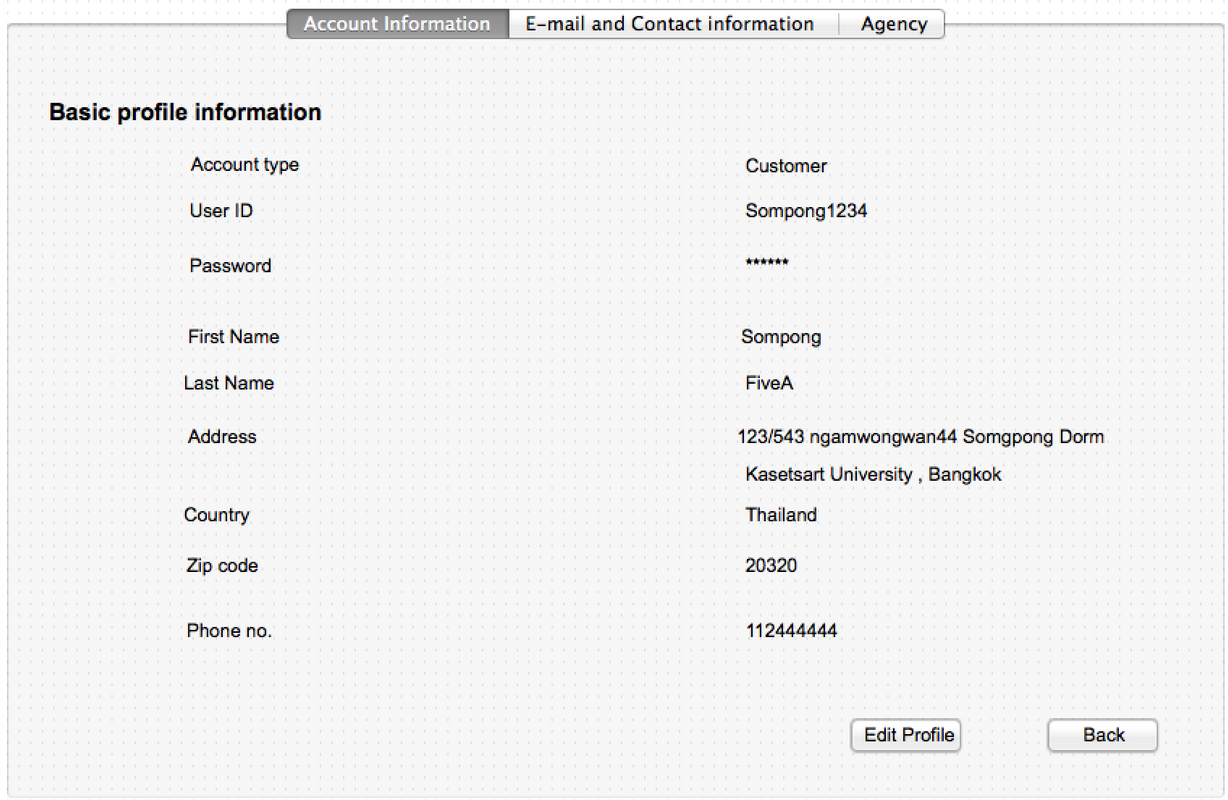 Account Information E-mail and Contact information Agency
Basic profile information
Account type Customer
User ID Sompong1234
Password ******
First Name Sompong
Last Name FiveA
Address 123/543 ngamwongwan44 Somgpong Dorm
Kasetsart University , Bangkok
Country Thailand
Zip code 20320
Phone no. 112444444
Edit Profile Back